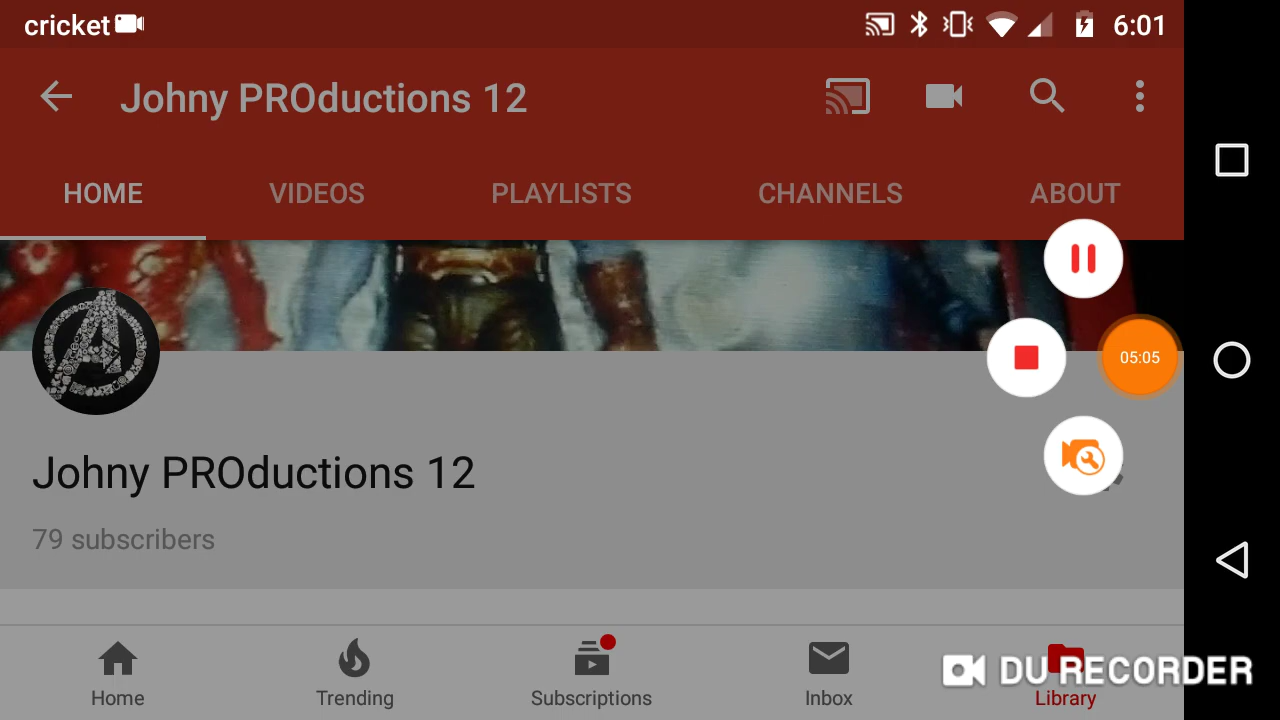 cricket 6:01
Johny PROductions 12
HOME VIDEOS PLAYLISTS CHANNELS ABOUT
05:05
Johny PROductions 12
79 subscribers
Home Trending Subscriptions Inbox Library
DU RECORDER